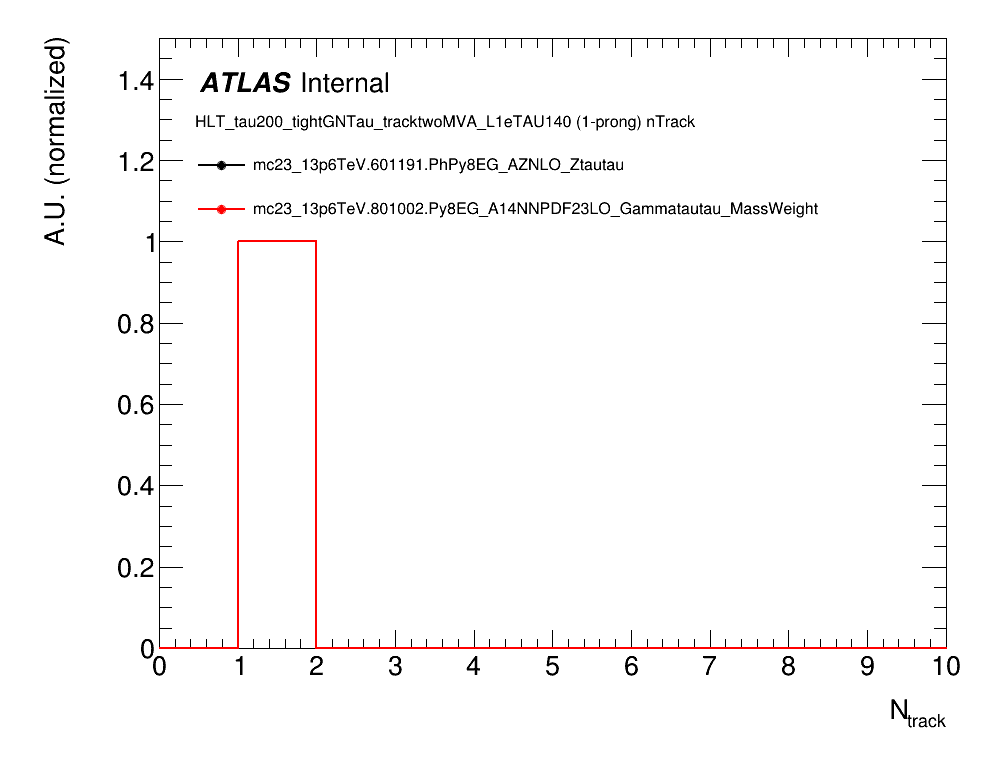 A.U. (normalized)
1.4
1.2
1
0.8
0.6
0.4
0.2
0
ATLAS Internal
HLT_tau200_tightGNTau_tracktwoMVA_L1eTAU140 (1-prong) nTrack
mc23_13p6TeV.601191.PhPy8EG_AZNLO_Ztautau
mc23_13p6TeV.801002.Py8EG_A14NNPDF23LO_Gammatautau_MassWeight
0 1 2 3 4 5 6 7 8 9 10
N_track